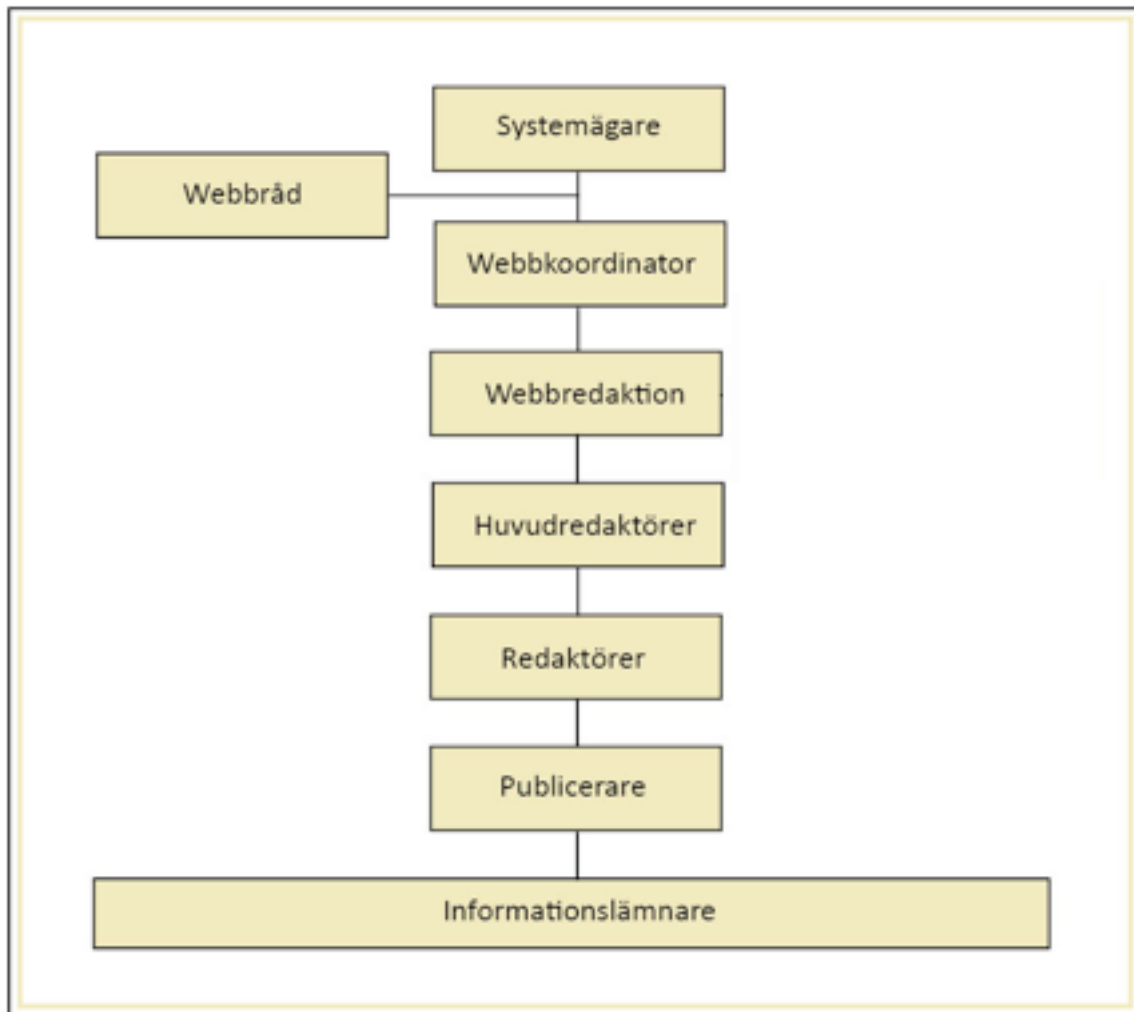 Systemägare
Webbråd
Webbkoordinator
Webbredaktion
Huvudredaktörer
Redaktörer
Publicerare
Informationslämnare